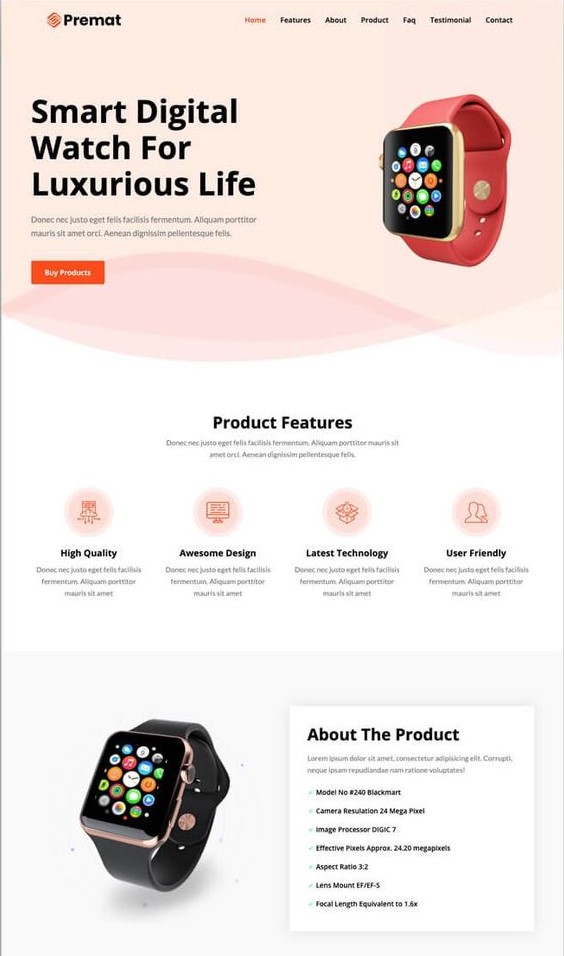 Premat
Home Features About Product Faq Testimonial Contact
Smart Digital
Watch For
Luxurious Life
Donec nec justo eget felis facilisis fermentum. Aliquam porttitor
mauris sit amet orci. Aenean dignissim pellentesque felis.
Buy Products
Product Features
Donec nec justo eget felis facilisis fermentum. Aliquam porttitor mauris sit
amet orci. Aenean dignissim pellentesque felis.
High Quality
Donec nec justo eget felis facilisis
fermentum. Aliquam porttitor
mauris sit amet
Awesome Design
Donec nec justo eget felis facilisis
fermentum. Aliquam porttitor
mauris sit amet
Latest Technology
Donec nec justo eget felis facilisis
fermentum. Aliquam porttitor
mauris sit amet
User Friendly
Donec nec justo eget felis facilisis
fermentum. Aliquam porttitor
mauris sit amet
About The Product
Lorem ipsum dolor sit amet, consectetur adipisicing elit. Corrupti,
neque ipsam repudiandae nam ratione voluptates!
Model No #240 Blackmart
Camera Resulation 24 Mega Pixel
Image Processor DIGIC 7
Effective Pixels Approx. 24.20 megapixels
Aspect Ratio 3:2
Lens Mount EF/EF-S
Focal Length Equivalent to 1.6x